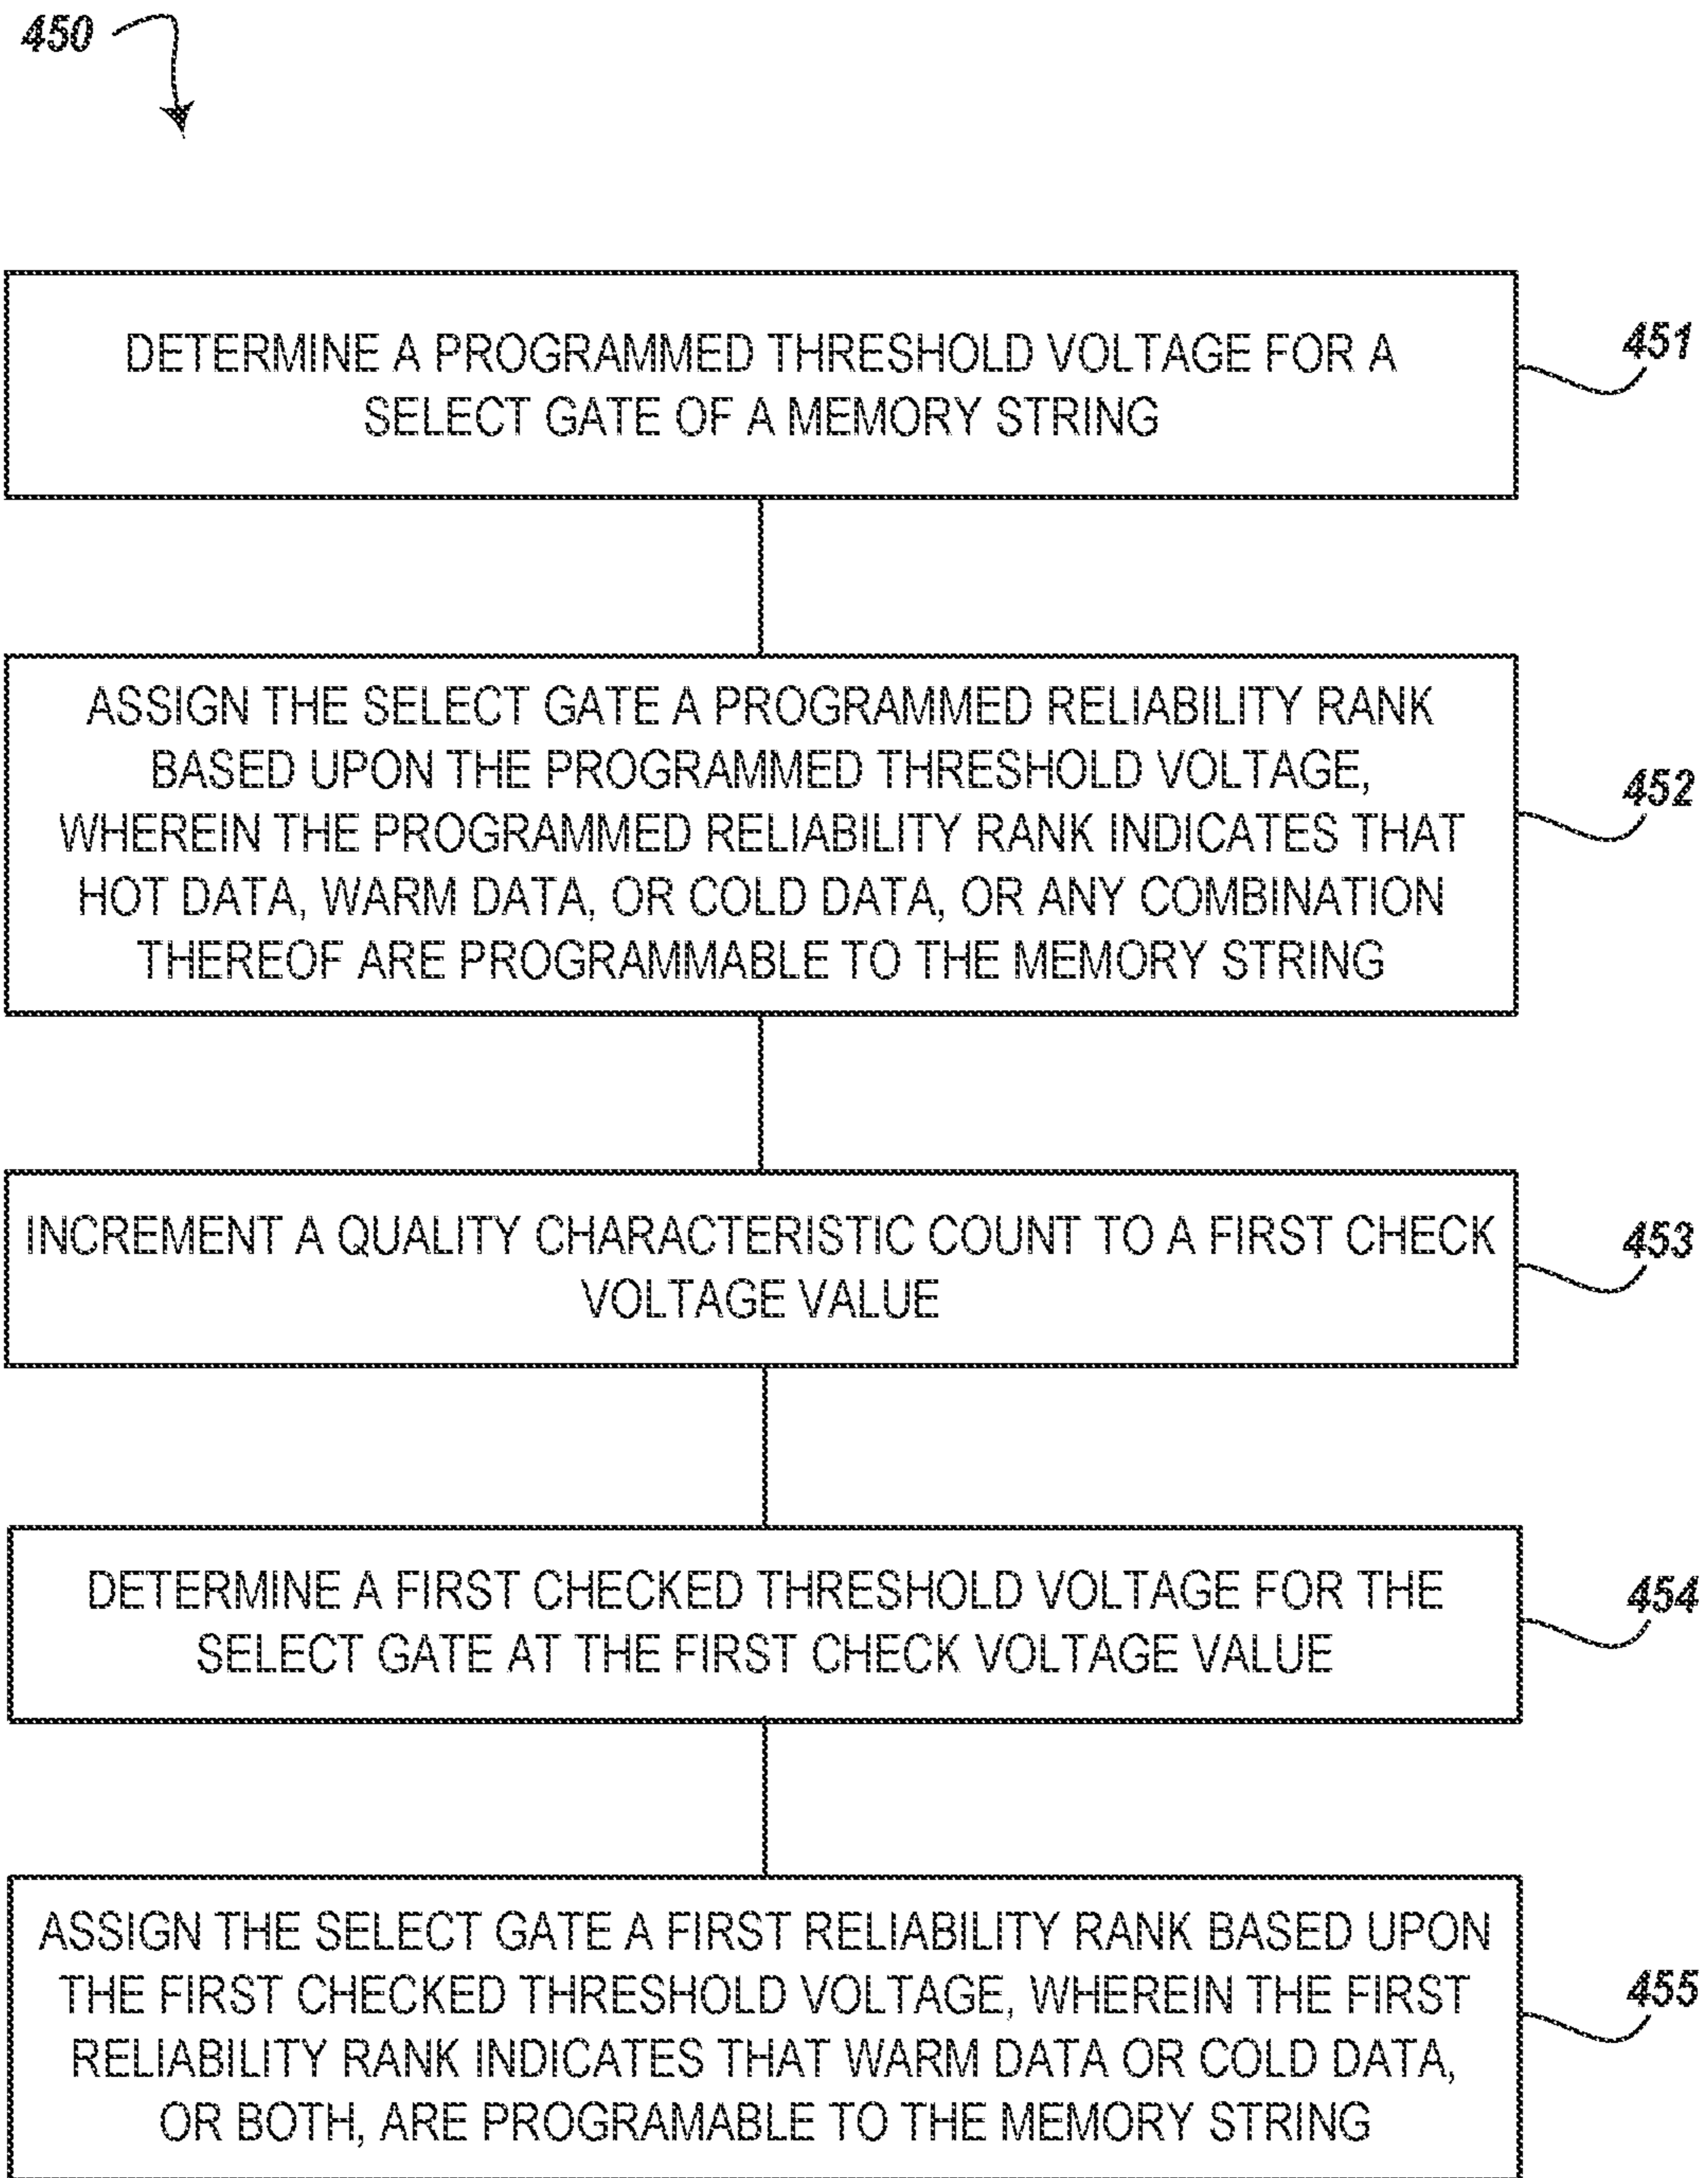 450
DETERMINE A PROGRAMMED THRESHOLD VOLTAGE FOR A
SELECT GATE OF A MEMORY STRING
451
ASSIGN THE SELECT GATE A PROGRAMMED RELIABILITY RANK
BASED UPON THE PROGRAMMED THRESHOLD VOLTAGE,
WHEREIN THE PROGRAMMED RELIABILITY RANK INDICATES THAT
HOT DATA, WARM DATA, OR COLD DATA, OR ANY COMBINATION
THEREOF ARE PROGRAMMABLE TO THE MEMORY STRING
452
INCREMENT A QUALITY CHARACTERISTIC COUNT TO A FIRST CHECK
VOLTAGE VALUE
453
DETERMINE A FIRST CHECKED THRESHOLD VOLTAGE FOR THE
SELECT GATE AT THE FIRST CHECK VOLTAGE VALUE
454
ASSIGN THE SELECT GATE A FIRST RELIABILITY RANK BASED UPON
THE FIRST CHECKED THRESHOLD VOLTAGE, WHEREIN THE FIRST
RELIABILITY RANK INDICATES THAT WARM DATA OR COLD DATA,
OR BOTH, ARE PROGRAMABLE TO THE MEMORY STRING
455